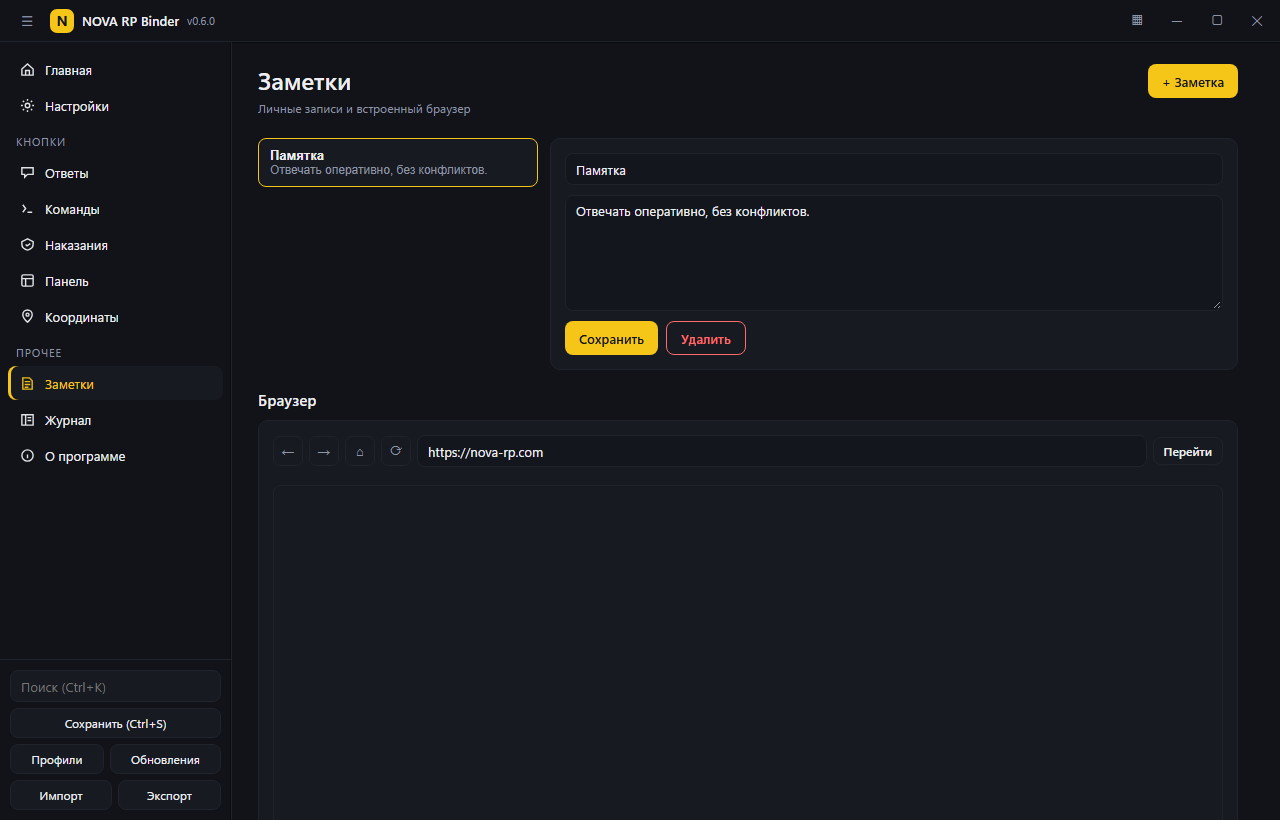 N NOVA RP Binder v0.6.0
Главная
Настройки
КНОПКИ
Ответы
Команды
Наказания
Панель
Координаты
ПРОЧЕЕ
Заметки
Журнал
О программе
Поиск (Ctrl+K)
Сохранить (Ctrl+S)
Профили Обновления
Импорт Экспорт
Заметки
Личные записи и встроенный браузер
+ Заметка
Памятка
Отвечать оперативно, без конфликтов.
Памятка
Отвечать оперативно, без конфликтов.
Сохранить Удалить
Браузер
https://nova-rp.com Перейти